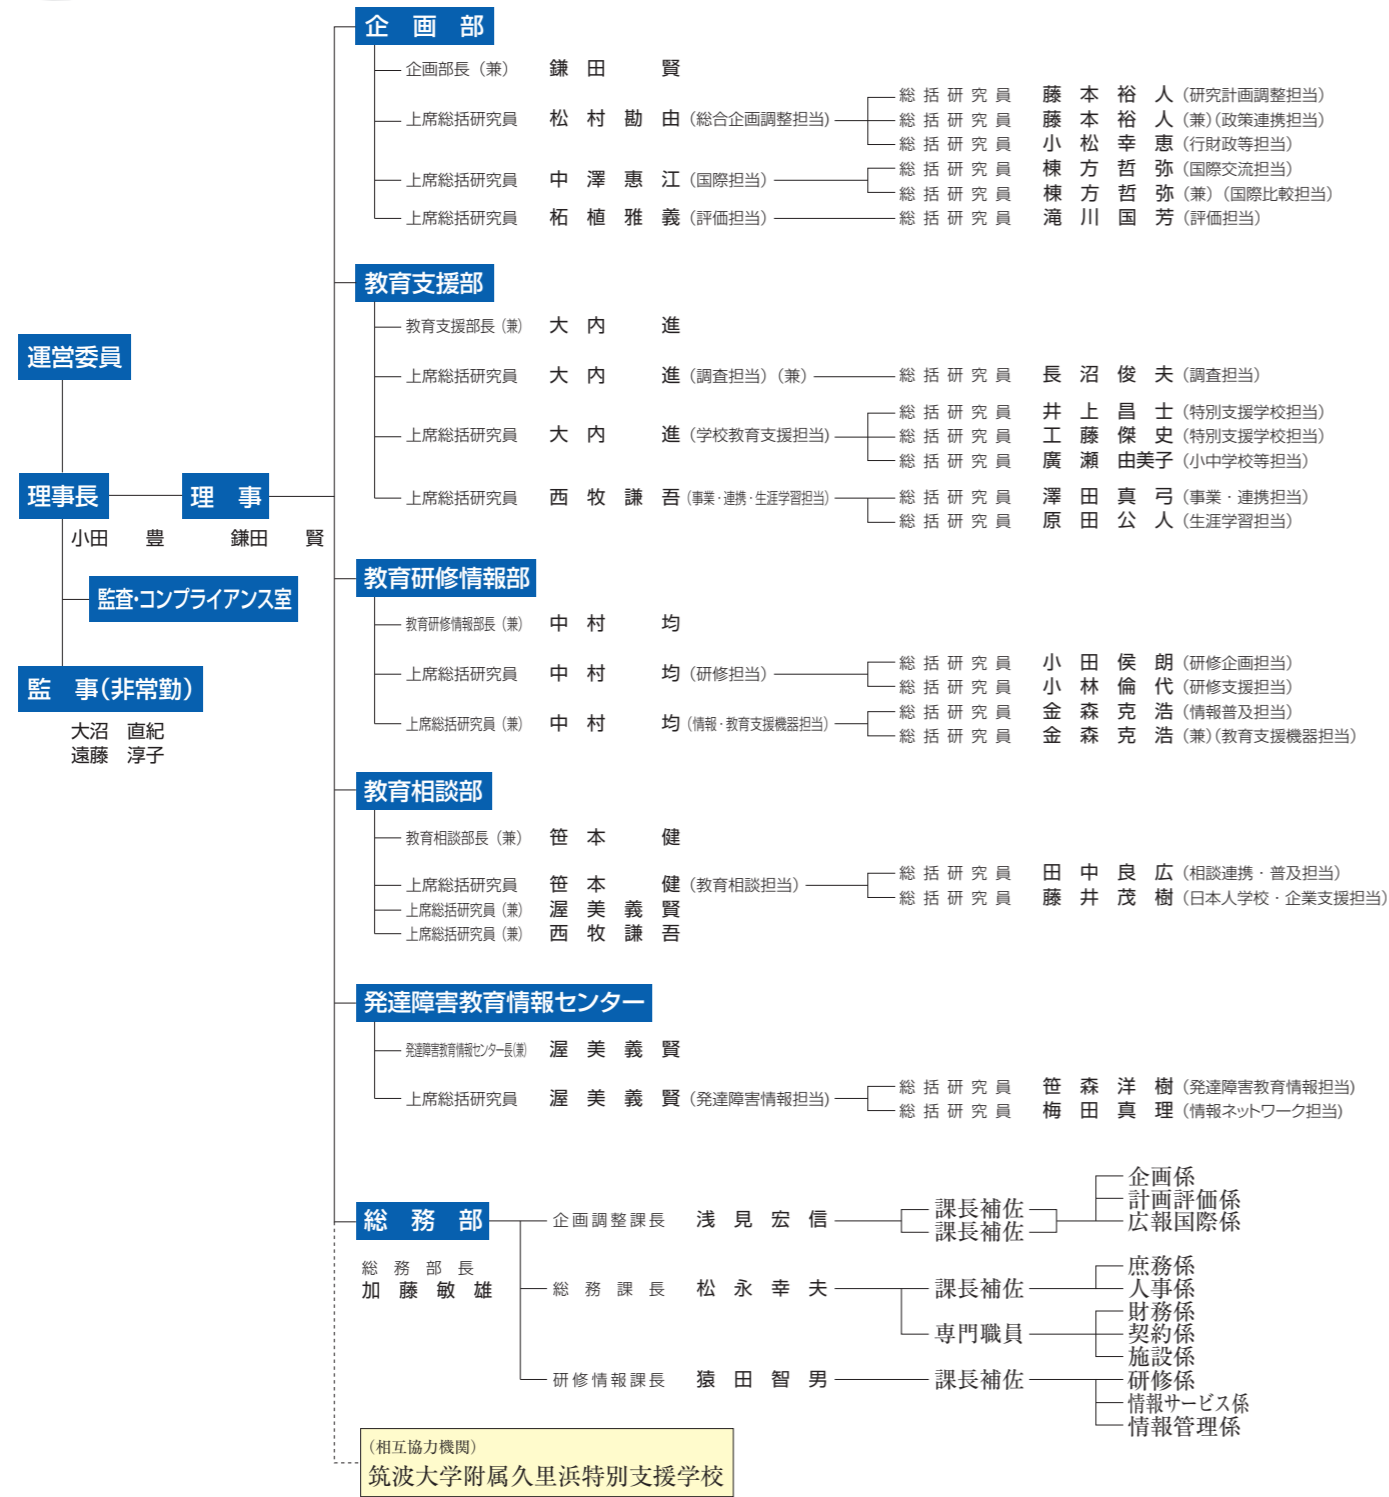 運営委員
理事長
小田　豊
理　事
鎌田　賢
監査・コンプライアンス室
監　事（非常勤）
大沼　直紀
遠藤　淳子
企　画　部
企画部長（兼）　鎌田　賢
上席総括研究員　松村勘由（総合企画調整担当）
総括研究員　藤本裕人（研究計画調整担当）
総括研究員　藤本裕人（兼）（政策連携担当）
総括研究員　小松幸恵（行財政等担当）
上席総括研究員　中澤惠江（国際担当）
総括研究員　棟方哲弥（国際交流担当）
総括研究員　棟方哲弥（兼）（国際比較担当）
上席総括研究員　柘植雅義（評価担当）
総括研究員　滝川国芳（評価担当）
教育支援部
教育支援部長（兼）　大内　進
上席総括研究員　大内　進（調査担当）（兼）
総括研究員　長沼俊夫（調査担当）
上席総括研究員　大内　進（学校教育支援担当）
総括研究員　井上昌士（特別支援学校担当）
総括研究員　工藤傑史（特別支援学校担当）
総括研究員　廣瀬由美子（小中学校等担当）
上席総括研究員　西牧謙吾（事業・連携・生涯学習担当）
総括研究員　澤田真弓（事業・連携担当）
総括研究員　原田公人（生涯学習担当）
教育研修情報部
教育研修情報部長（兼）　中村　均
上席総括研究員　中村　均（研修担当）
総括研究員　小田侯朗（研修企画担当）
総括研究員　小林倫代（研修支援担当）
上席総括研究員（兼）　中村　均（情報・教育支援機器担当）
総括研究員　金森克浩（情報普及担当）
総括研究員　金森克浩（兼）（教育支援機器担当）
教育相談部
教育相談部長（兼）　笹本　健
上席総括研究員　笹本　健（教育相談担当）
総括研究員　田中良広（相談連携・普及担当）
総括研究員　藤井茂樹（日本人学校・企業支援担当）
上席総括研究員（兼）　渥美義賢
上席総括研究員（兼）　西牧謙吾
発達障害教育情報センター
発達障害教育情報センター長（兼）　渥美義賢
上席総括研究員　渥美義賢（発達障害情報担当）
総括研究員　笹森洋樹（発達障害教育情報担当）
総括研究員　梅田真理（情報ネットワーク担当）
総　務　部
総務部長
加藤敏雄
企画調整課長　浅見宏信
課長補佐
課長補佐
企画係
計画評価係
広報国際係
総務課長　松永幸夫
課長補佐
庶務係
人事係
専門職員
財務係
契約係
施設係
研修情報課長　猿田智男
課長補佐
研修係
情報サービス係
情報管理係
（相互協力機関）
筑波大学附属久里浜特別支援学校